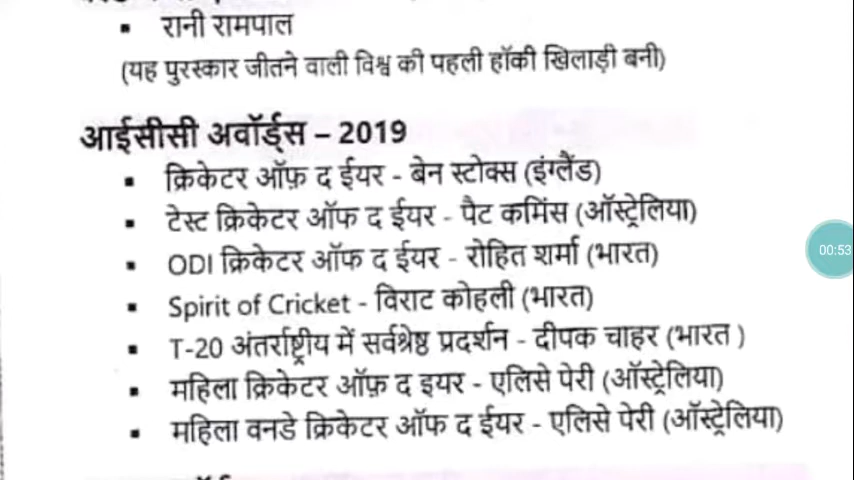 रानी रामपाल
(यह पुरस्कार जीतने वाली विश्व की पहली हॉकी खिलाड़ी बनी)
आईसीसी अवॉर्ड्स – 2019
क्रिकेटर ऑफ़ द ईयर - बेन स्टोक्स (इंग्लैंड)
टेस्ट क्रिकेटर ऑफ द ईयर - पैट कमिंस (ऑस्ट्रेलिया)
ODI क्रिकेटर ऑफ द ईयर - रोहित शर्मा (भारत)
Spirit of Cricket - विराट कोहली (भारत)
T-20 अंतर्राष्ट्रीय में सर्वश्रेष्ठ प्रदर्शन - दीपक चाहर (भारत )
महिला क्रिकेटर ऑफ़ द इयर - एलिसे पेरी (ऑस्ट्रेलिया)
महिला वनडे क्रिकेटर ऑफ द ईयर - एलिसे पेरी (ऑस्ट्रेलिया)
00:53